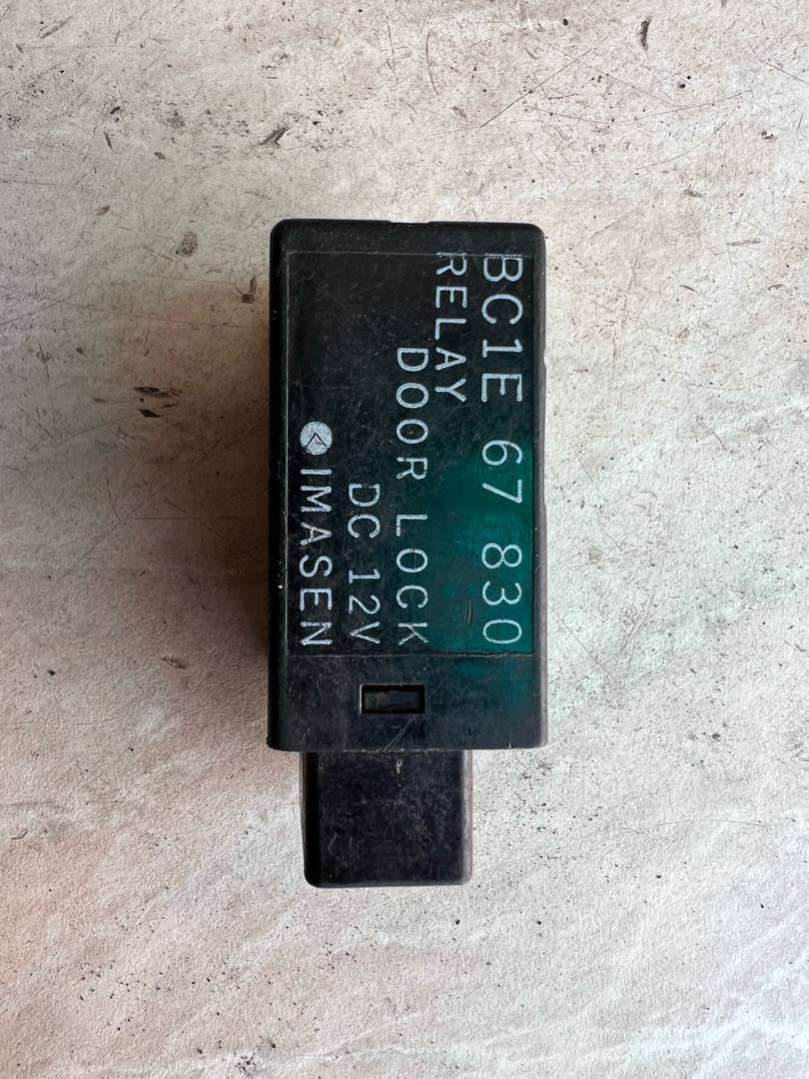 BC1E 67 830
RELAY
DOOR LOCK
DC 12V
IMASEN